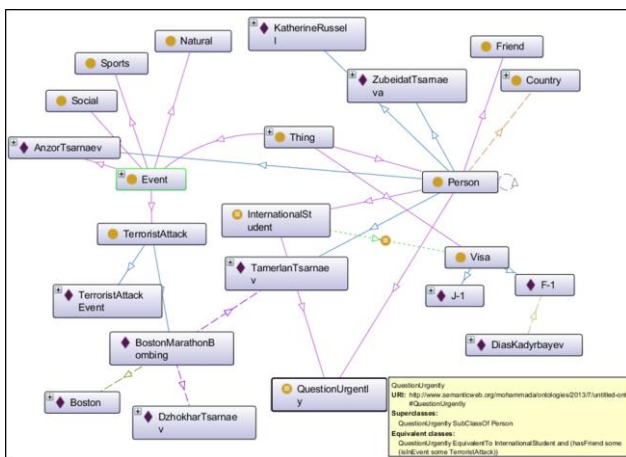 KatherineRussel
l
Natural
Friend
Sports
Country
ZubeidatTsarnae
va
Social
Thing
AnzorTsarnaev
Event
Person
InternationalSt
udent
TerroristAttack
Visa
TamerlanTsarnae
v
TerroristAttack
Event
J-1
F-1
BostonMarathonB
ombing
DiasKadyrbayev
QuestionUrgentl
y
Boston
DzhokharTsarnae
v
QuestionUrgently
URI: http://www.semanticweb.org/mohammada/ontologies/2013/7/untitled-ont
#QuestionUrgently
Superclasses:
QuestionUrgently SubClassOf Person
Equivalent classes:
QuestionUrgently EquivalentTo InternationalStudent and (hasFriend some
(isInEvent some TerroristAttack))